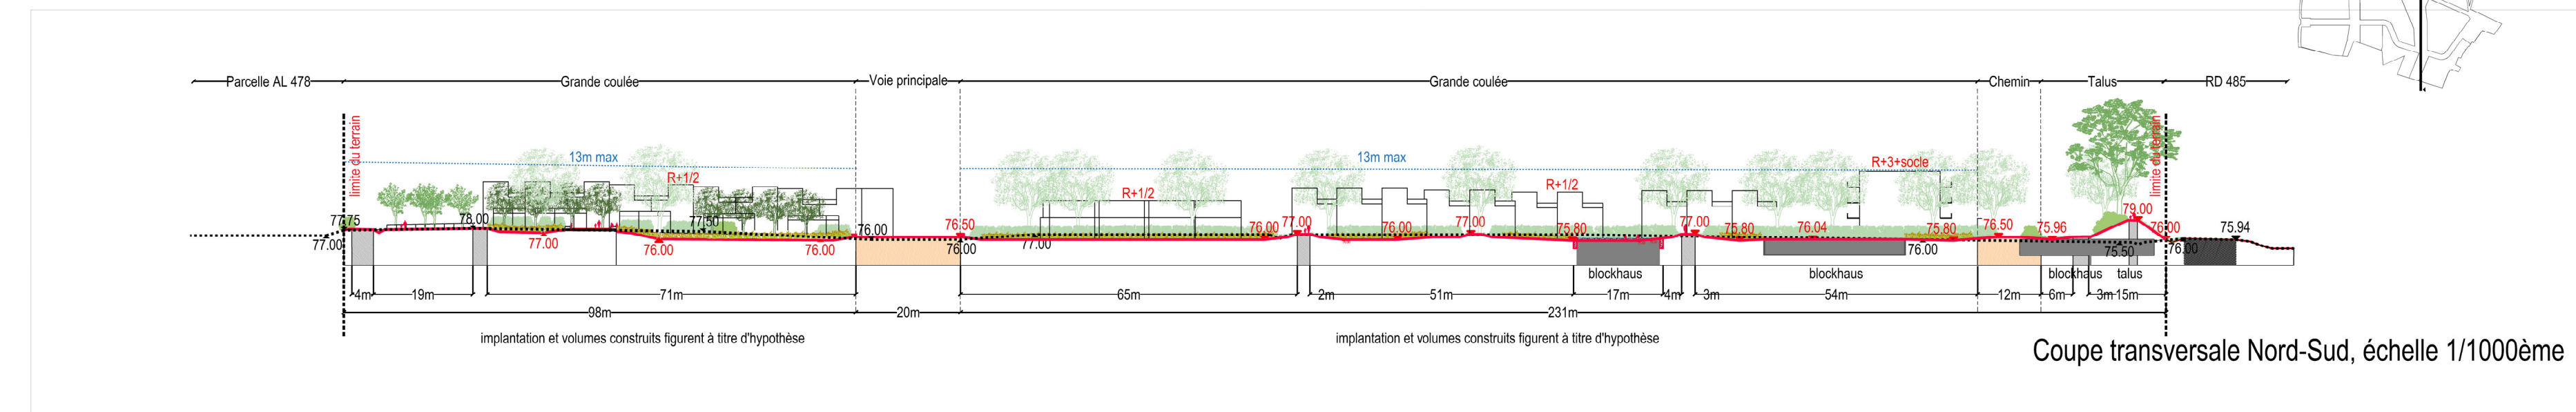 Parcelle AL 478 Grande coulée Voie principale Grande coulée Chemin Talus RD 485
limite du terrain
limite du terrain
13m max 13m max
R+3+socle
R+1/2 R+1/2 R+1/2
77.75 78.00 77.50 76.00 76.50 76.00 77.00 76.00 77.00 75.80 77.00 75.80 76.04 75.80 76.50 75.96 79.00 76.00 75.94
77.00 77.00 76.00 76.00 76.00 77.00 76.00 75.50 76.00
blockhaus blockhaus blockhaus talus
4m 19m 71m 65m 2m 51m 17m 4m 3m 54m 12m 6m 3m 15m
98m 20m 231m
implantation et volumes construits figurent à titre d'hypothèse implantation et volumes construits figurent à titre d'hypothèse
Coupe transversale Nord-Sud, échelle 1/1000ème